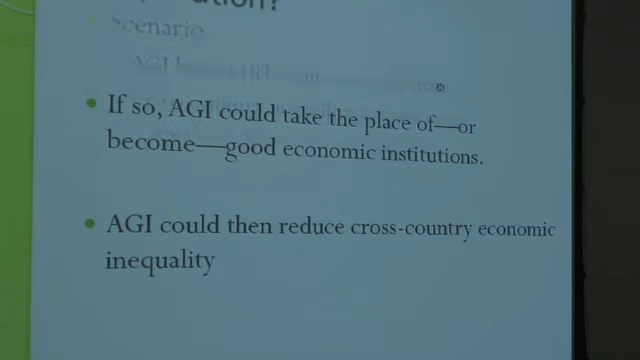 Scenario
AGI
If so, AGI could take the place of—or
become—good economic institutions.
AGI could then reduce cross-country economic
inequality